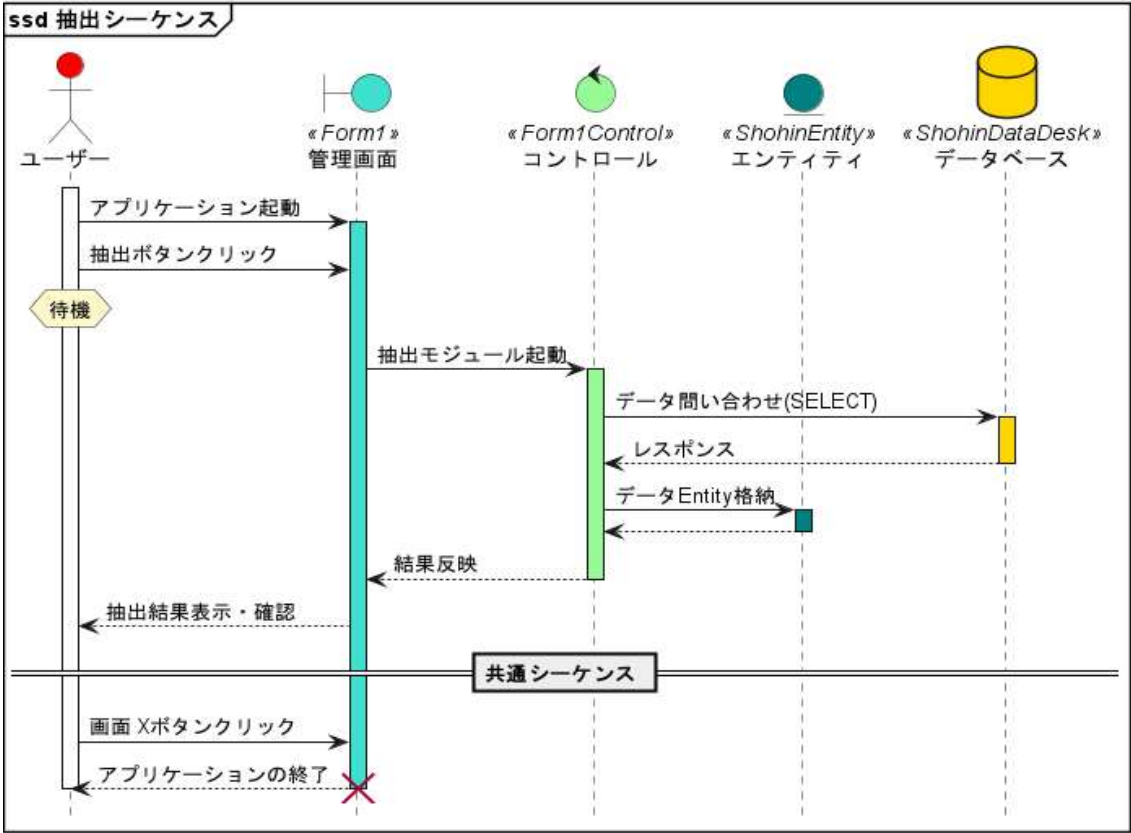 ssd 抽出シーケンス
ユーザー
«Form1»
管理画面
«Form1Control»
コントロール
«ShohinEntity»
エンティティ
«ShohinDataDesk»
データベース
アプリケーション起動
抽出ボタンクリック
待機
抽出モジュール起動
データ問い合わせ(SELECT)
レスポンス
データEntity格納
結果反映
抽出結果表示・確認
共通シーケンス
画面 Xボタンクリック
アプリケーションの終了